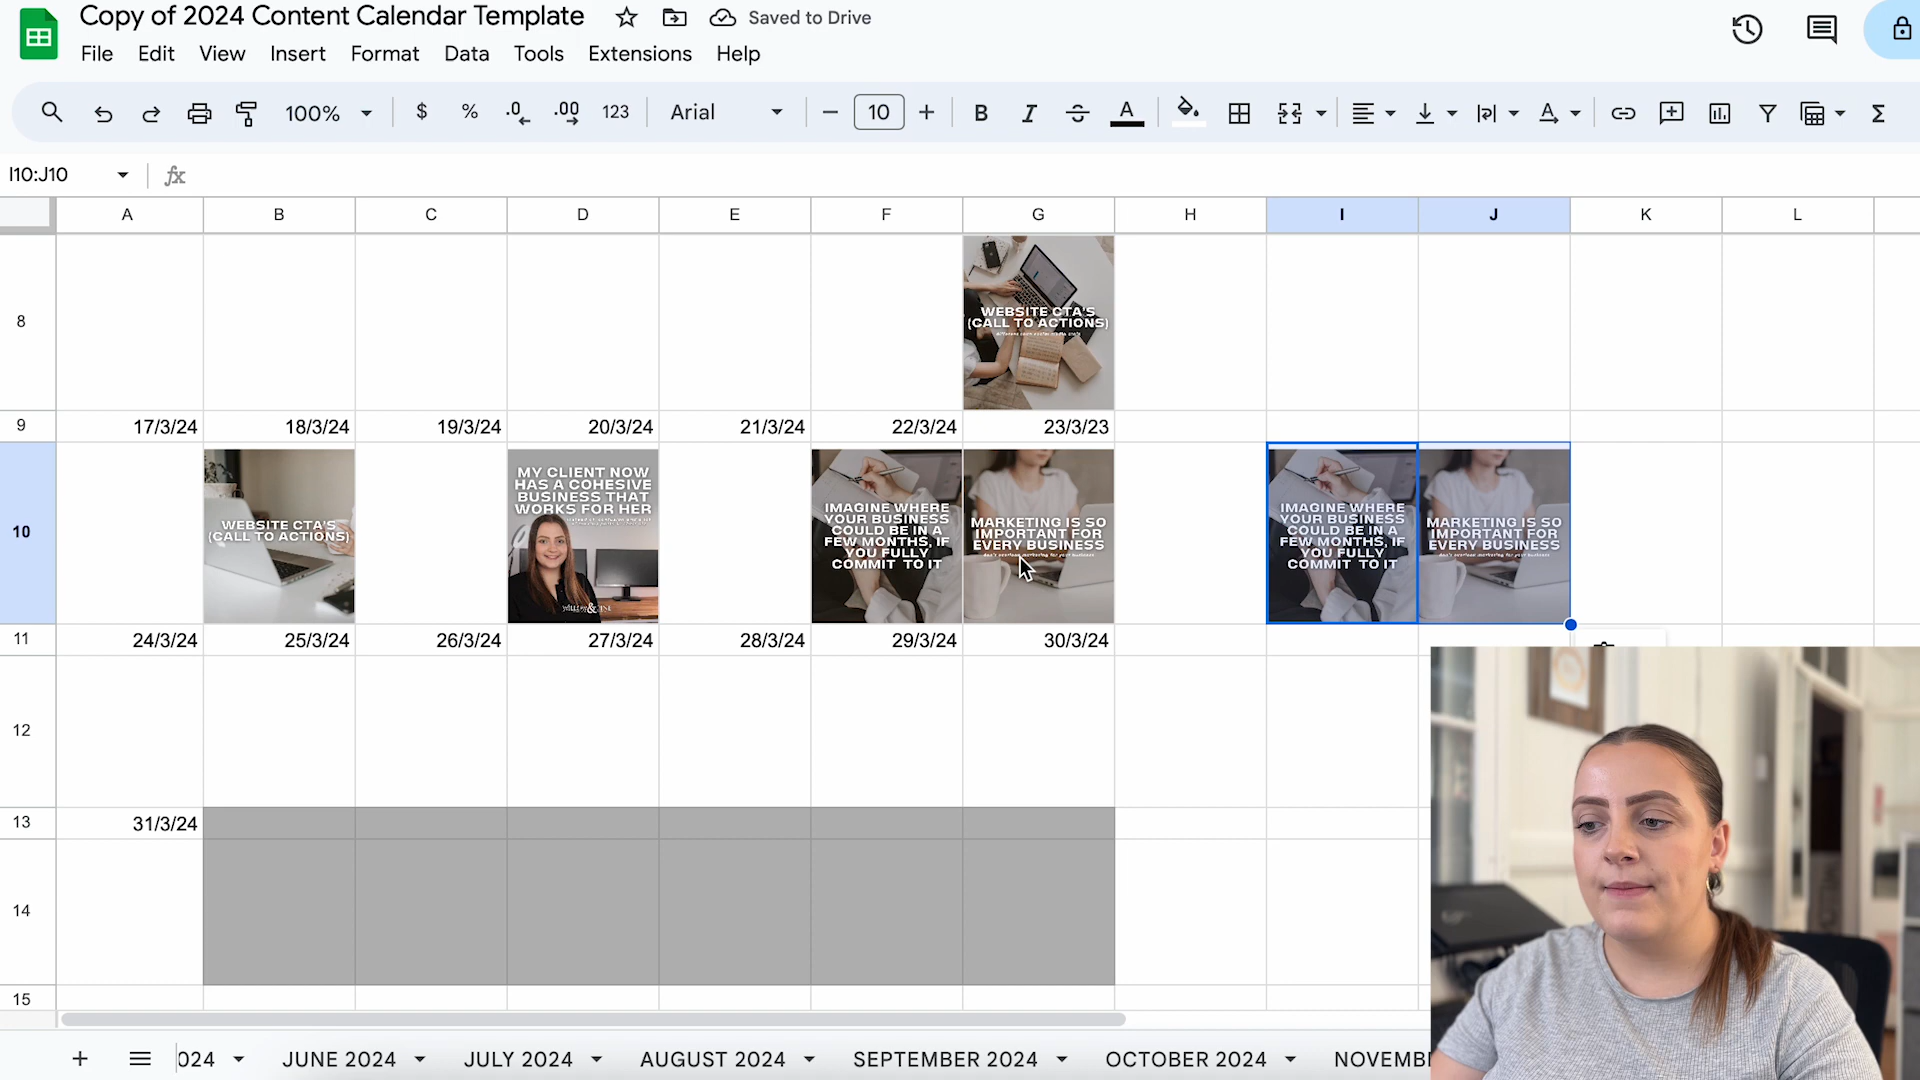 Copy of 2024 Content Calendar Template Saved to Drive
File Edit View Insert Format Data Tools Extensions Help
100% $ % .0 .00 123 Arial 10 B I A
I10:J10 fx
A B C D E F G H I J K L
8
WEBSITE CTA'S
(CALL TO ACTIONS)
9 17/3/24 18/3/24 19/3/24 20/3/24 21/3/24 22/3/24 23/3/23
10
WEBSITE CTA'S
(CALL TO ACTIONS)
MY CLIENT NOW
HAS A COHESIVE
BUSINESS THAT
WORKS FOR HER
IMAGINE WHERE
YOUR BUSINESS
COULD BE IN A
FEW MONTHS, IF
YOU FULLY
COMMIT TO IT
MARKETING IS SO
IMPORTANT FOR
EVERY BUSINESS
IMAGINE WHERE
YOUR BUSINESS
COULD BE IN A
FEW MONTHS, IF
YOU FULLY
COMMIT TO IT
MARKETING IS SO
IMPORTANT FOR
EVERY BUSINESS
11 24/3/24 25/3/24 26/3/24 27/3/24 28/3/24 29/3/24 30/3/24
12
13 31/3/24
14
15
024 JUNE 2024 JULY 2024 AUGUST 2024 SEPTEMBER 2024 OCTOBER 2024 NOVEMB